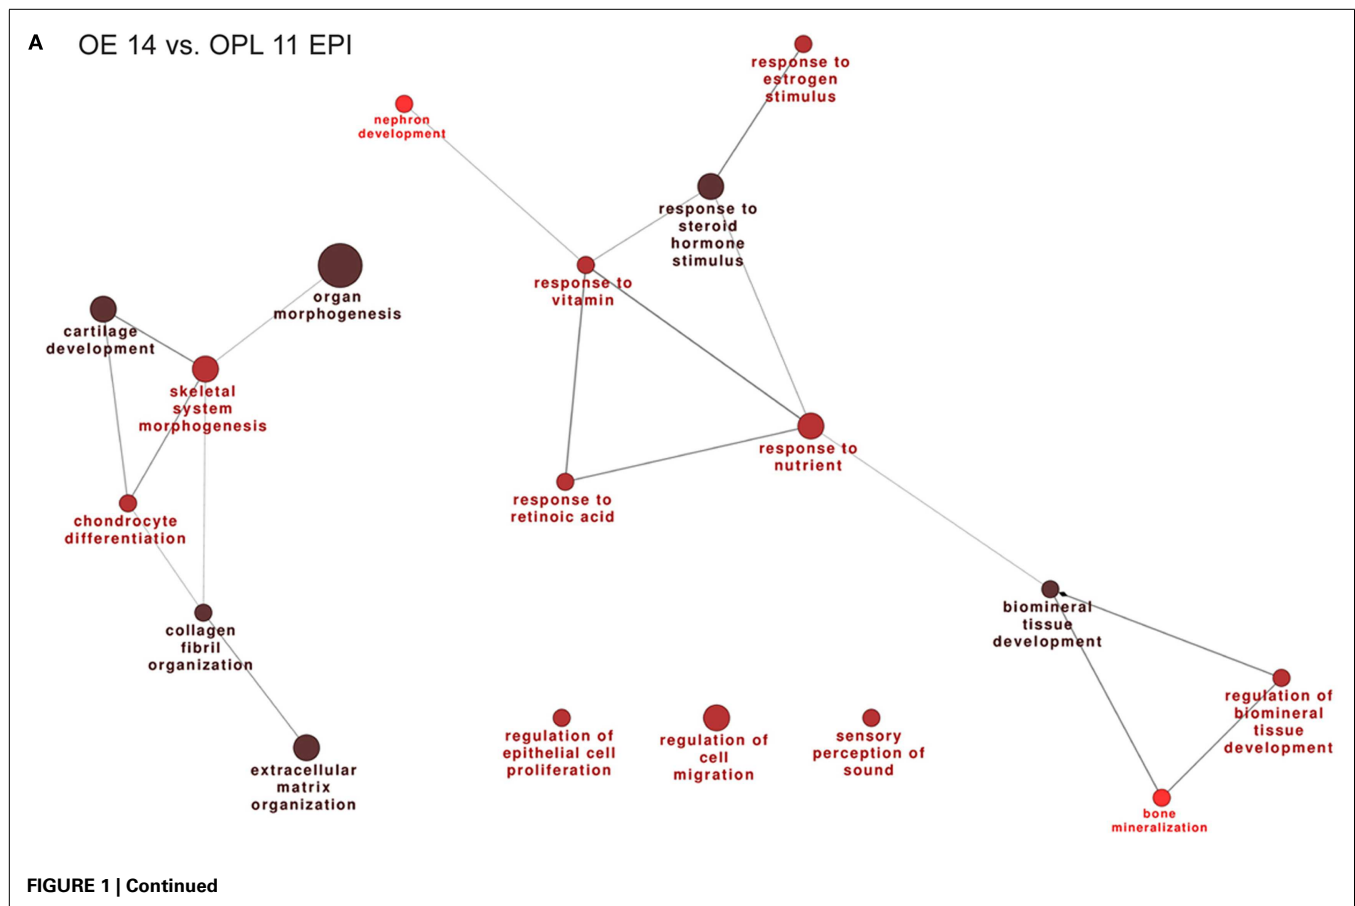 A OE 14 vs. OPL 11 EPI
response to
estrogen
stimulus
nephron
development
response to
steroid
hormone
stimulus
response to
vitamin
organ
morphogenesis
cartilage
development
skeletal
system
morphogenesis
response to
nutrient
response to
retinoic acid
chondrocyte
differentiation
collagen
fibril
organization
biomineral
tissue
development
regulation of
biomineral
tissue
development
regulation of
epithelial cell
proliferation
regulation of
cell
migration
sensory
perception of
sound
extracellular
matrix
organization
bone
mineralization
FIGURE 1 | Continued